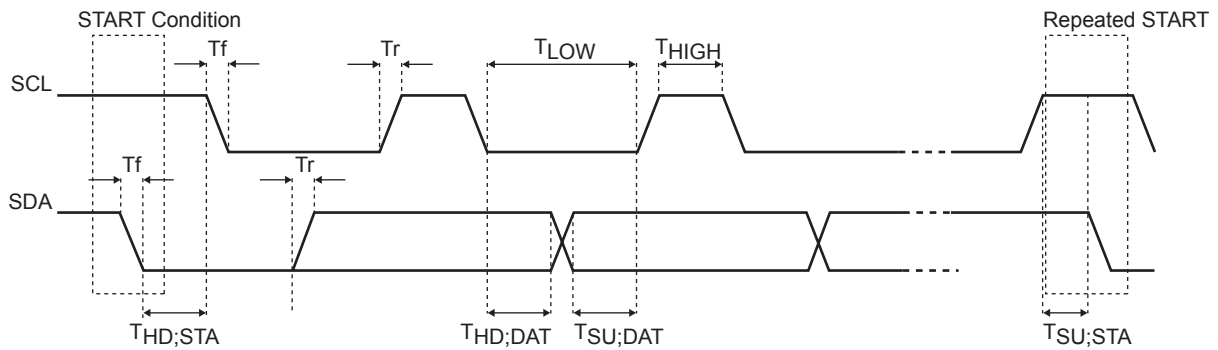 START Condition
Repeated START
Tf
Tr
TLOW
THIGH
SCL
Tf
Tr
SDA
THD;STA
THD;DAT
TSU;DAT
TSU;STA